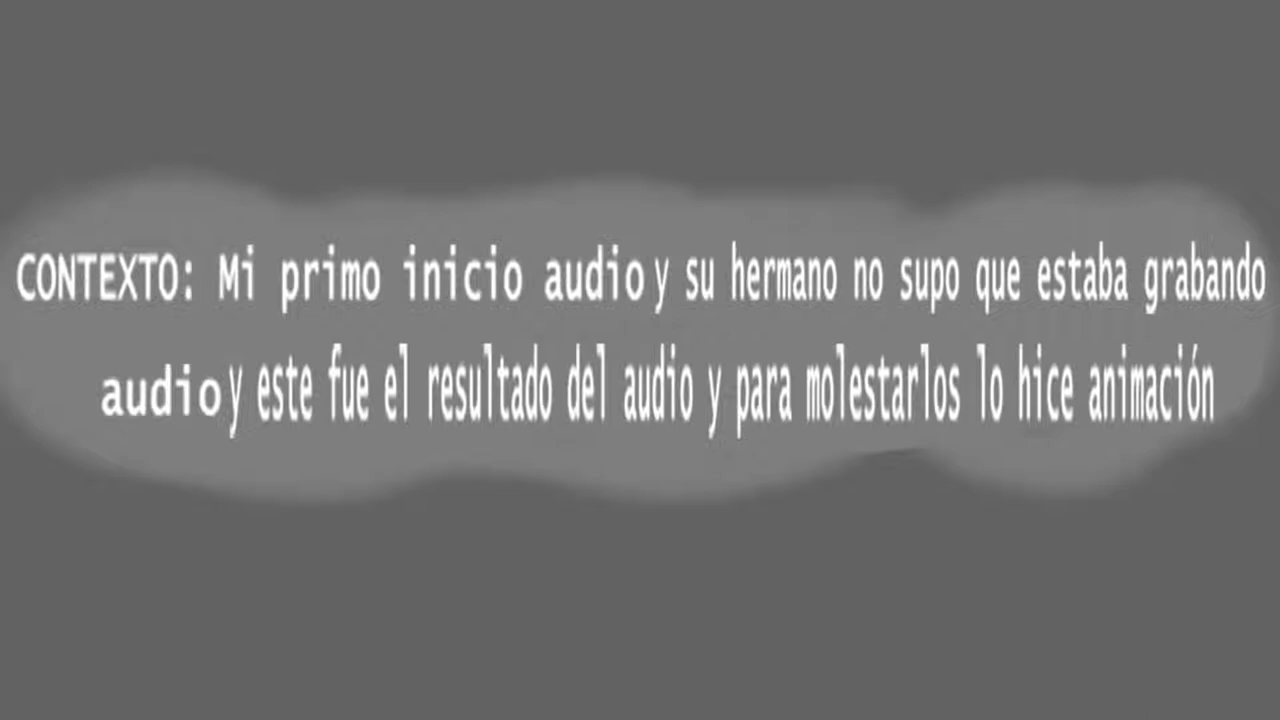 CONTEXTO: Mi primo inicio audio y su hermano no supo que estaba grabando
audio y este fue el resultado del audio y para molestarlos lo hice animación